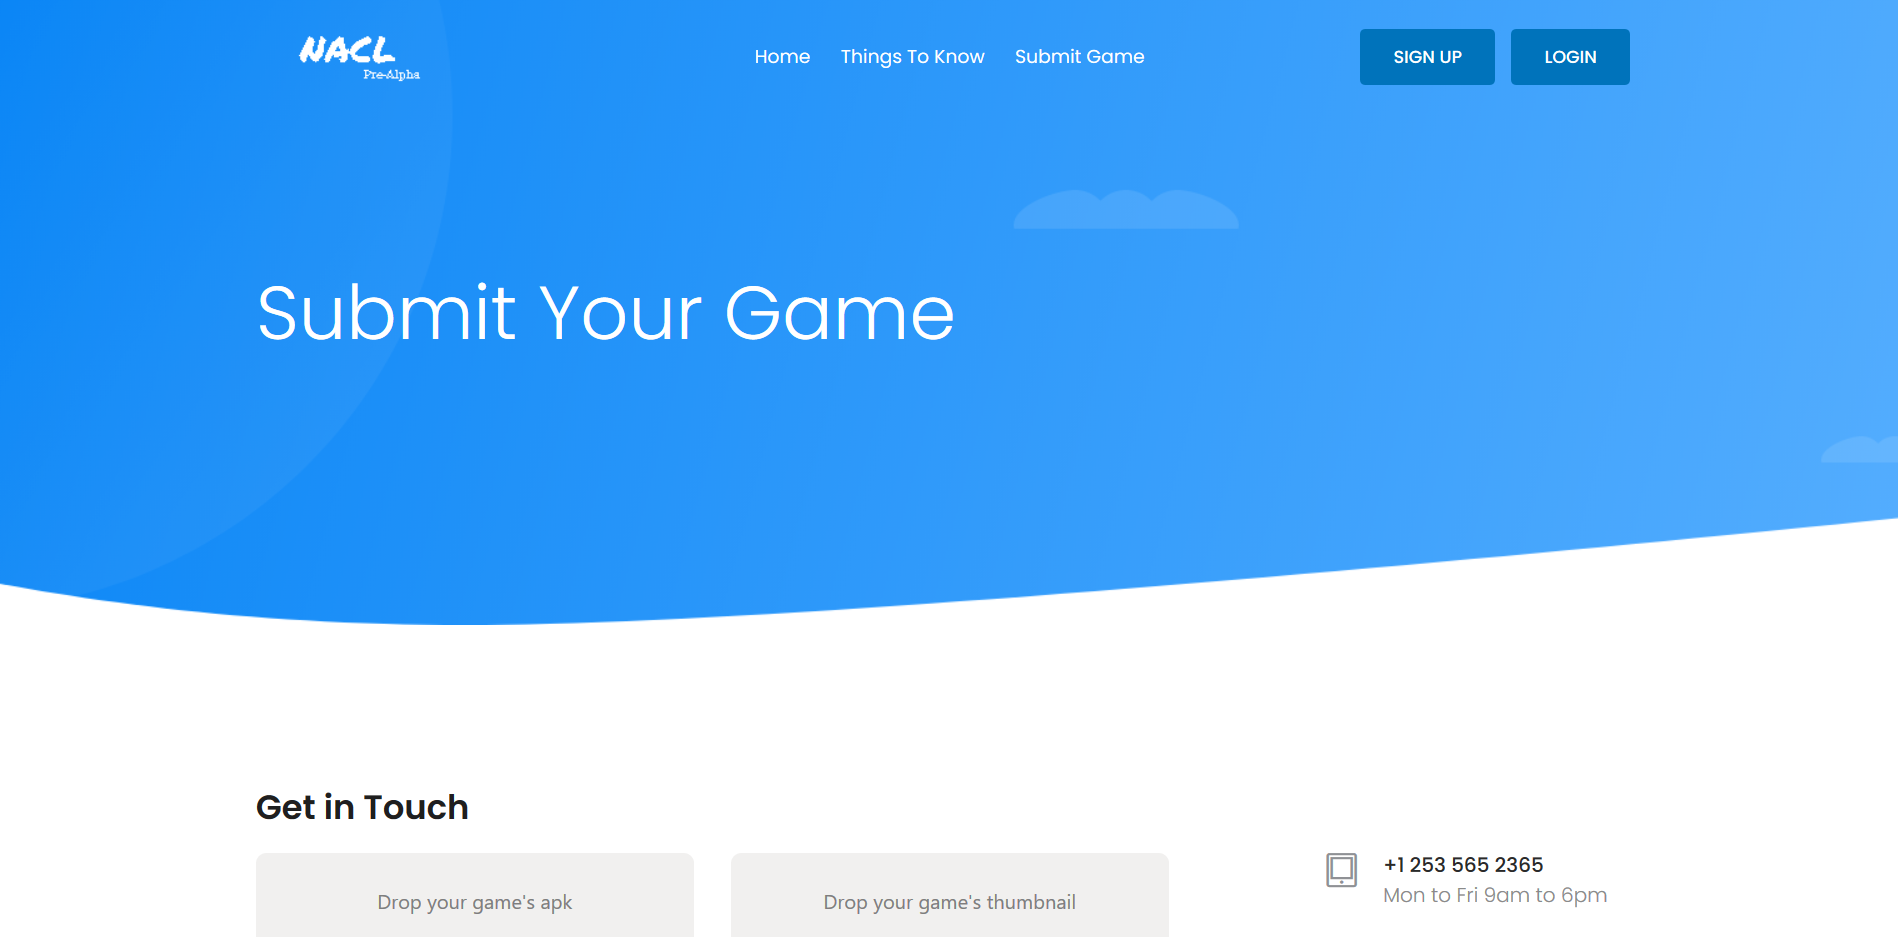 NACL
Pre-Alpha
Home Things To Know Submit Game
SIGN UP LOGIN
Submit Your Game
Get in Touch
Drop your game's apk
Drop your game's thumbnail
+1 253 565 2365
Mon to Fri 9am to 6pm